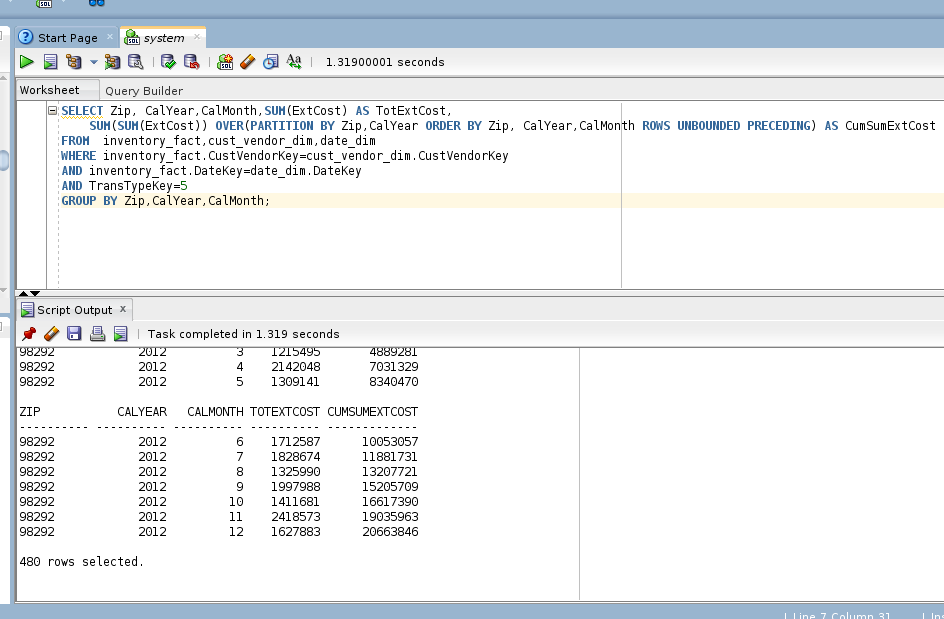 Start Page
system
1.31900001 seconds
Worksheet Query Builder
SELECT Zip, CalYear,CalMonth,SUM(ExtCost) AS TotExtCost,
SUM(SUM(ExtCost)) OVER(PARTITION BY Zip,CalYear ORDER BY Zip, CalYear,CalMonth ROWS UNBOUNDED PRECEDING) AS CumSumExtCost
FROM inventory_fact,cust_vendor_dim,date_dim
WHERE inventory_fact.CustVendorKey=cust_vendor_dim.CustVendorKey
AND inventory_fact.DateKey=date_dim.DateKey
AND TransTypeKey=5
GROUP BY Zip,CalYear,CalMonth;
Script Output
Task completed in 1.319 seconds
98292 2012 3 1215495 4889281
98292 2012 4 2142048 7031329
98292 2012 5 1309141 8340470
ZIP CALYEAR CALMONTH TOTEXTCOST CUMSUMEXTCOST
---------- ---------- ---------- ---------- -------------
98292 2012 6 1712587 10053057
98292 2012 7 1828674 11881731
98292 2012 8 1325990 13207721
98292 2012 9 1997988 15205709
98292 2012 10 1411681 16617390
98292 2012 11 2418573 19035963
98292 2012 12 1627883 20663846
480 rows selected.
Line 7 Column 31